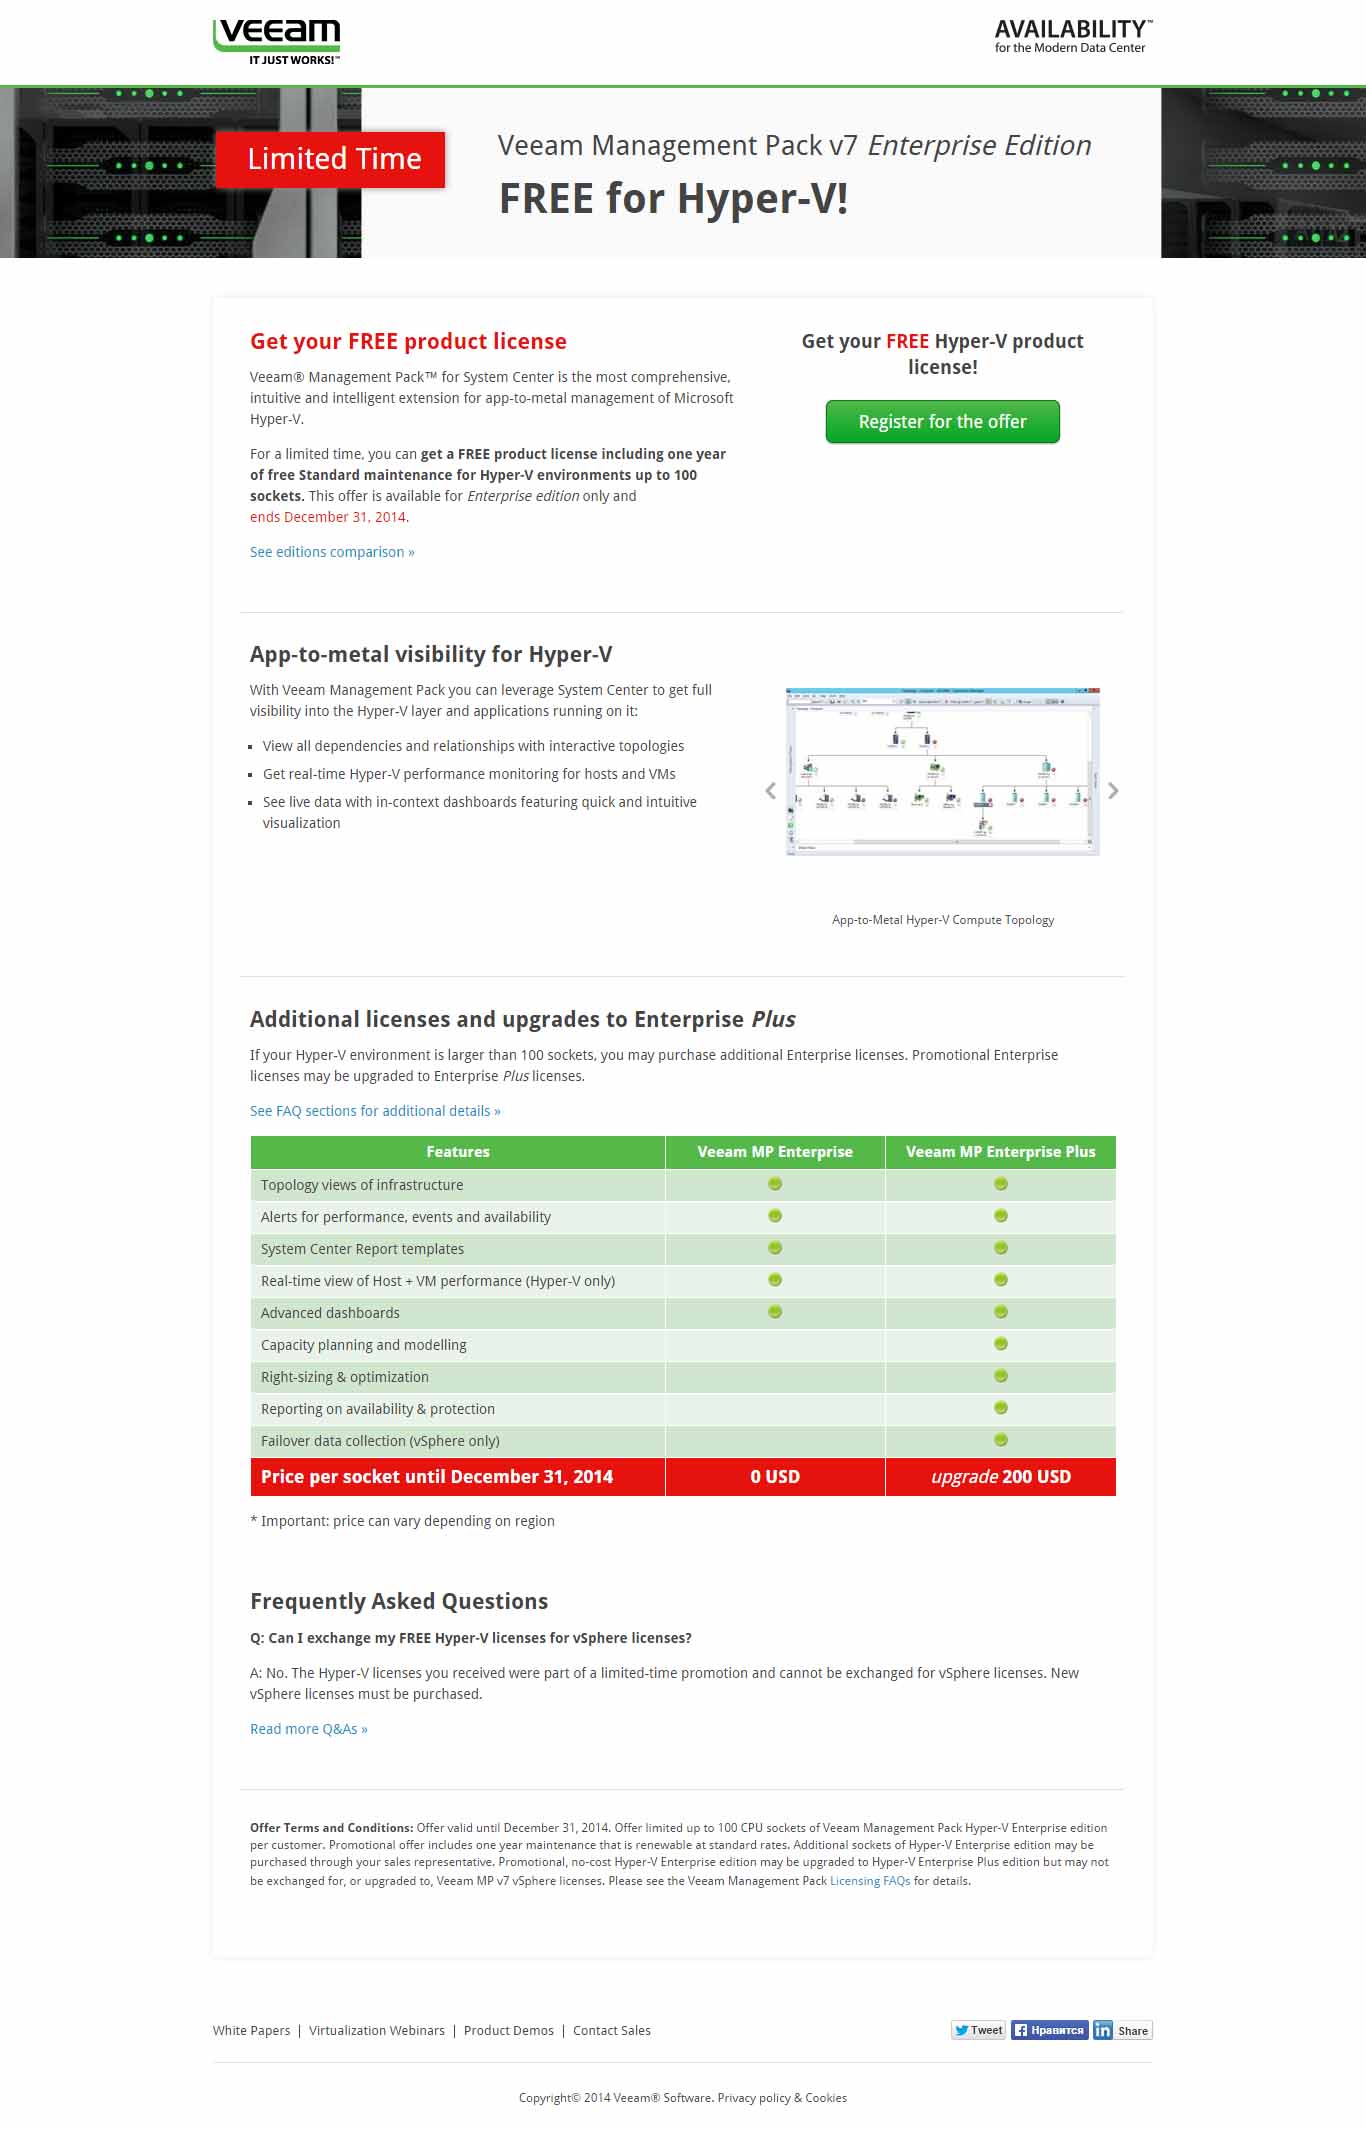 veeam
IT JUST WORKS!™
AVAILABILITY™
for the Modern Data Center
Limited Time
Veeam Management Pack v7 Enterprise Edition
FREE for Hyper-V!
Get your FREE product license
Veeam® Management Pack™ for System Center is the most comprehensive,
intuitive and intelligent extension for app-to-metal management of Microsoft
Hyper-V.
For a limited time, you can get a FREE product license including one year
of free Standard maintenance for Hyper-V environments up to 100
sockets. This offer is available for Enterprise edition only and
ends December 31, 2014.
See editions comparison »
Get your FREE Hyper-V product
license!
Register for the offer
App-to-metal visibility for Hyper-V
With Veeam Management Pack you can leverage System Center to get full
visibility into the Hyper-V layer and applications running on it:
▪ View all dependencies and relationships with interactive topologies
▪ Get real-time Hyper-V performance monitoring for hosts and VMs
▪ See live data with in-context dashboards featuring quick and intuitive
visualization
App-to-Metal Hyper-V Compute Topology
Additional licenses and upgrades to Enterprise Plus
If your Hyper-V environment is larger than 100 sockets, you may purchase additional Enterprise licenses. Promotional Enterprise
licenses may be upgraded to Enterprise Plus licenses.
See FAQ sections for additional details »
Features Veeam MP Enterprise Veeam MP Enterprise Plus
Topology views of infrastructure
Alerts for performance, events and availability
System Center Report templates
Real-time view of Host + VM performance (Hyper-V only)
Advanced dashboards
Capacity planning and modelling
Right-sizing & optimization
Reporting on availability & protection
Failover data collection (vSphere only)
Price per socket until December 31, 2014 0 USD upgrade 200 USD
* Important: price can vary depending on region
Frequently Asked Questions
Q: Can I exchange my FREE Hyper-V licenses for vSphere licenses?
A: No. The Hyper-V licenses you received were part of a limited-time promotion and cannot be exchanged for vSphere licenses. New
vSphere licenses must be purchased.
Read more Q&As »
Offer Terms and Conditions: Offer valid until December 31, 2014. Offer limited up to 100 CPU sockets of Veeam Management Pack Hyper-V Enterprise edition
per customer. Promotional offer includes one year maintenance that is renewable at standard rates. Additional sockets of Hyper-V Enterprise edition may be
purchased through your sales representative. Promotional, no-cost Hyper-V Enterprise edition may be upgraded to Hyper-V Enterprise Plus edition but may not
be exchanged for, or upgraded to, Veeam MP v7 vSphere licenses. Please see the Veeam Management Pack Licensing FAQs for details.
White Papers | Virtualization Webinars | Product Demos | Contact Sales
Tweet Нравится in Share
Copyright© 2014 Veeam® Software. Privacy policy & Cookies